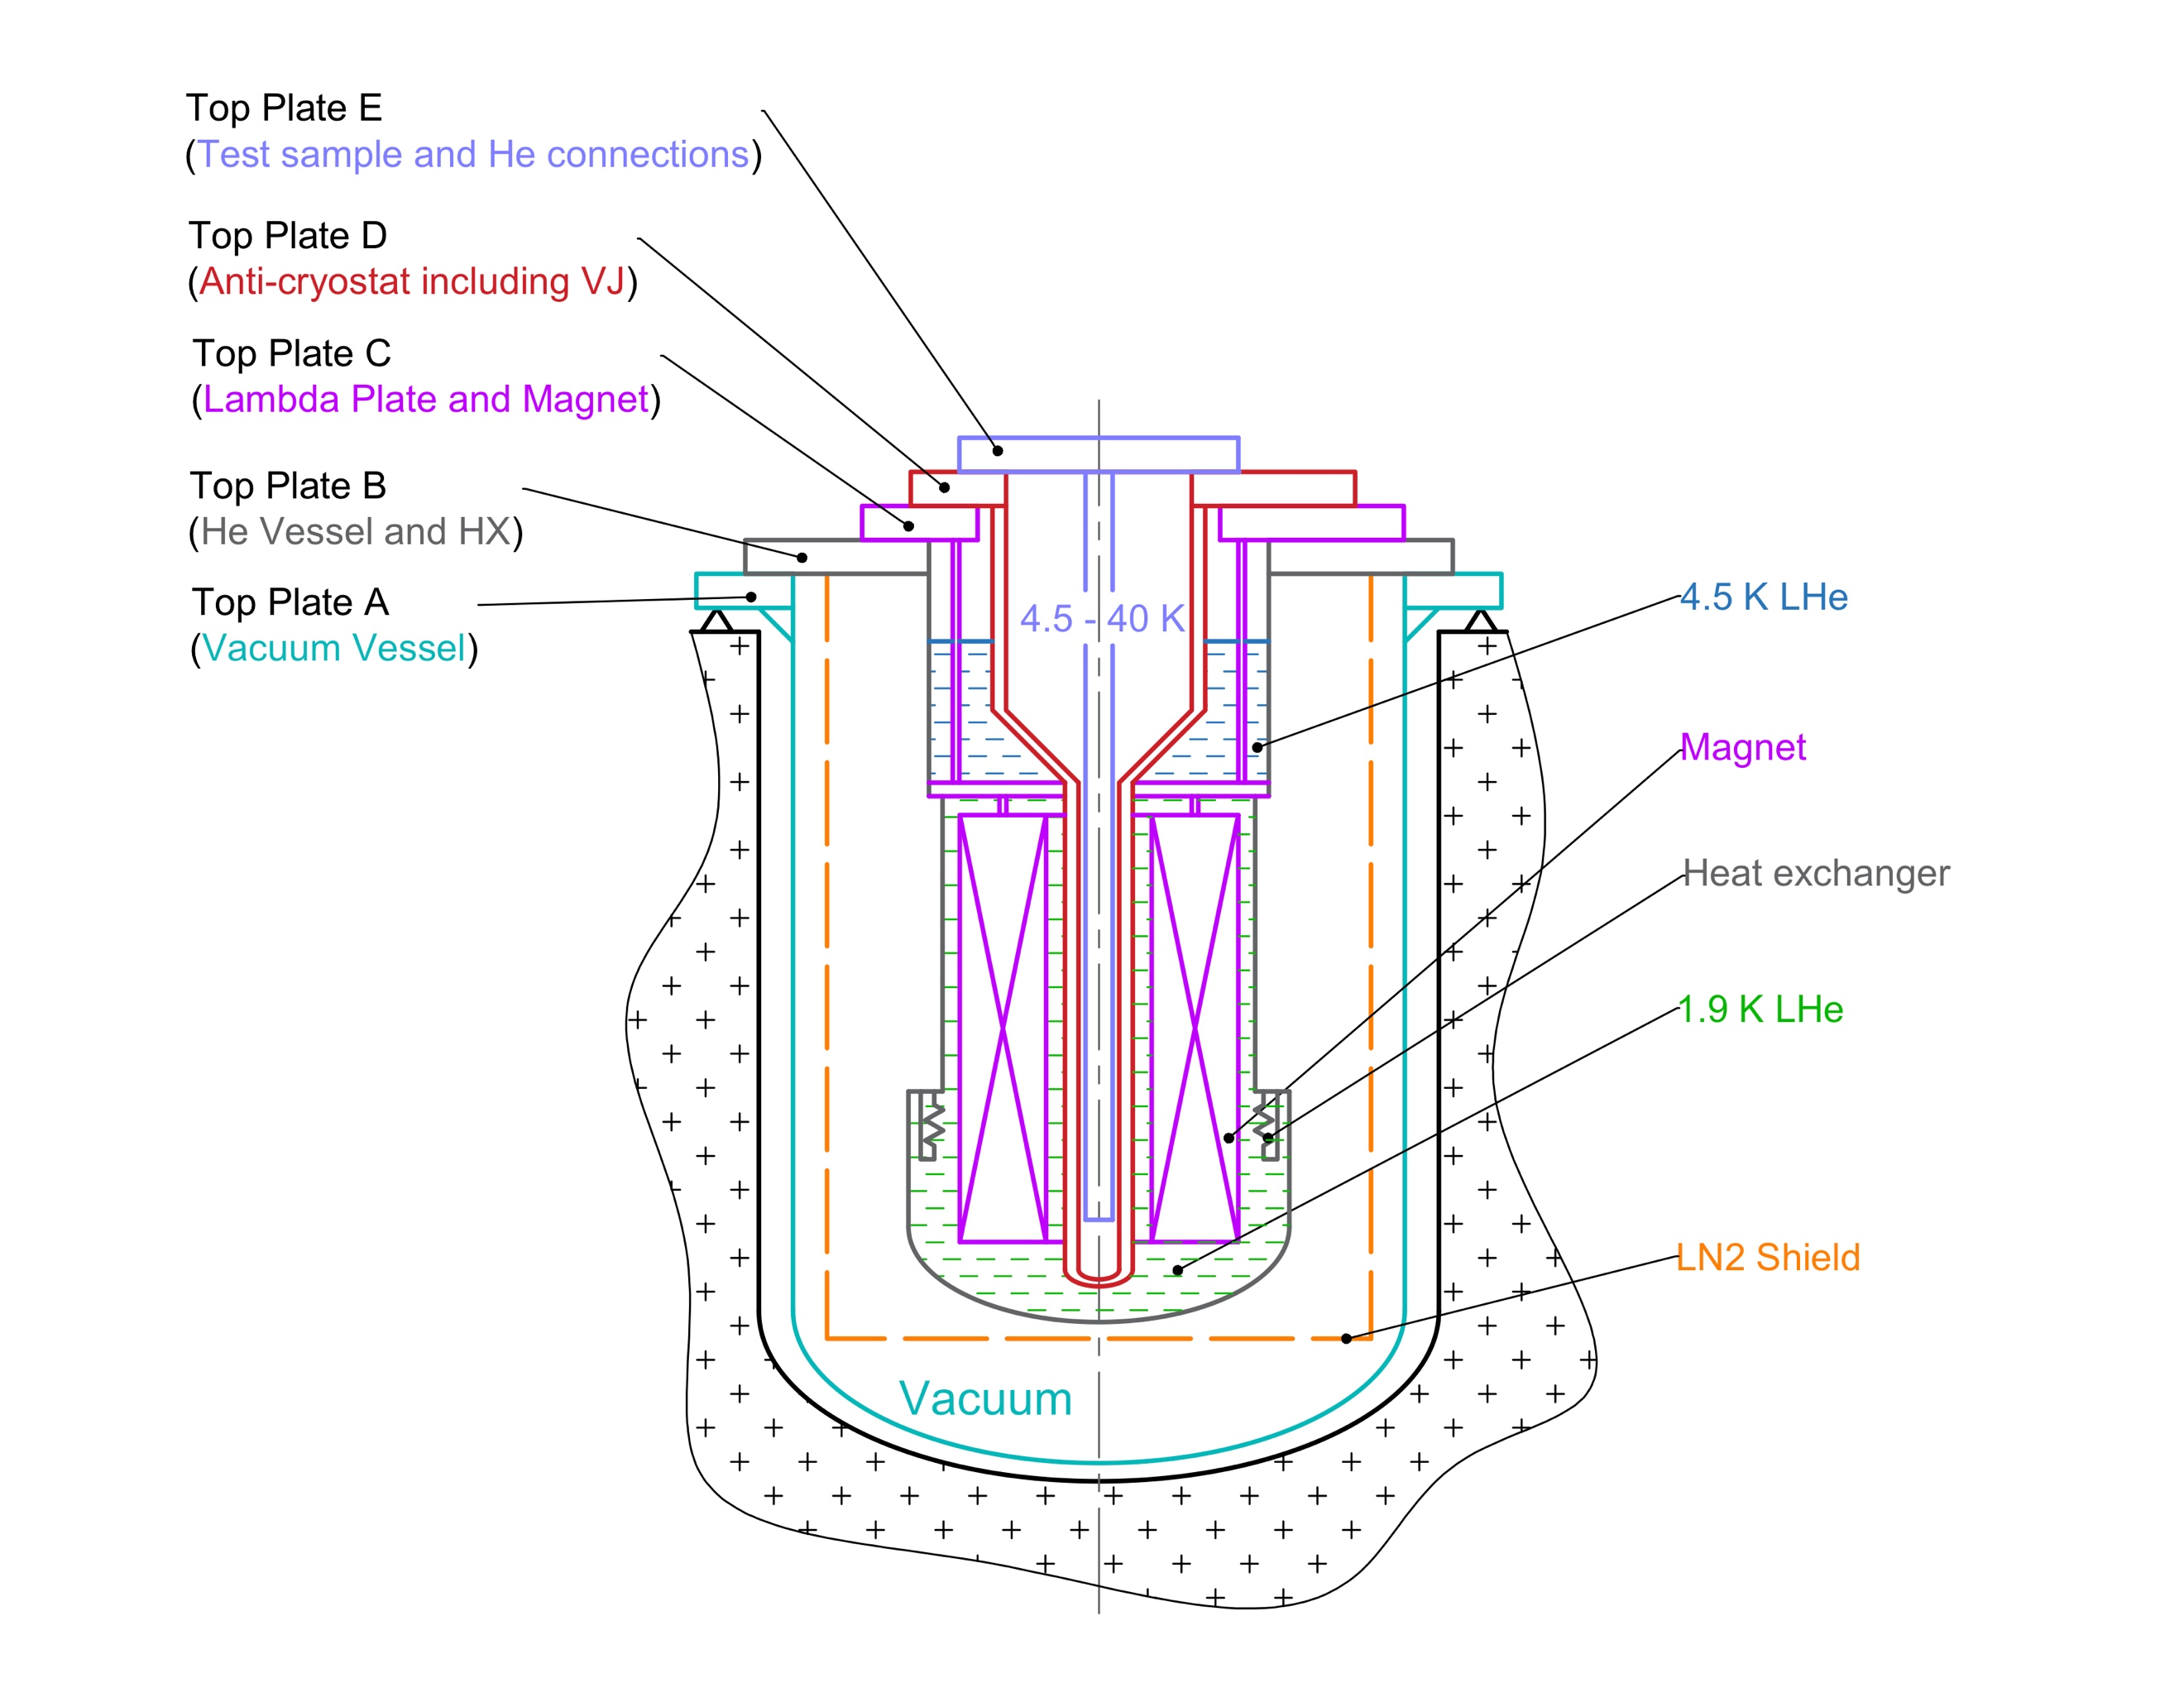 Top Plate E
(Test sample and He connections)
Top Plate D
(Anti-cryostat including VJ)
Top Plate C
(Lambda Plate and Magnet)
Top Plate B
(He Vessel and HX)
Top Plate A
(Vacuum Vessel)
4.5 - 40 K
4.5 K LHe
Magnet
Heat exchanger
1.9 K LHe
LN2 Shield
Vacuum